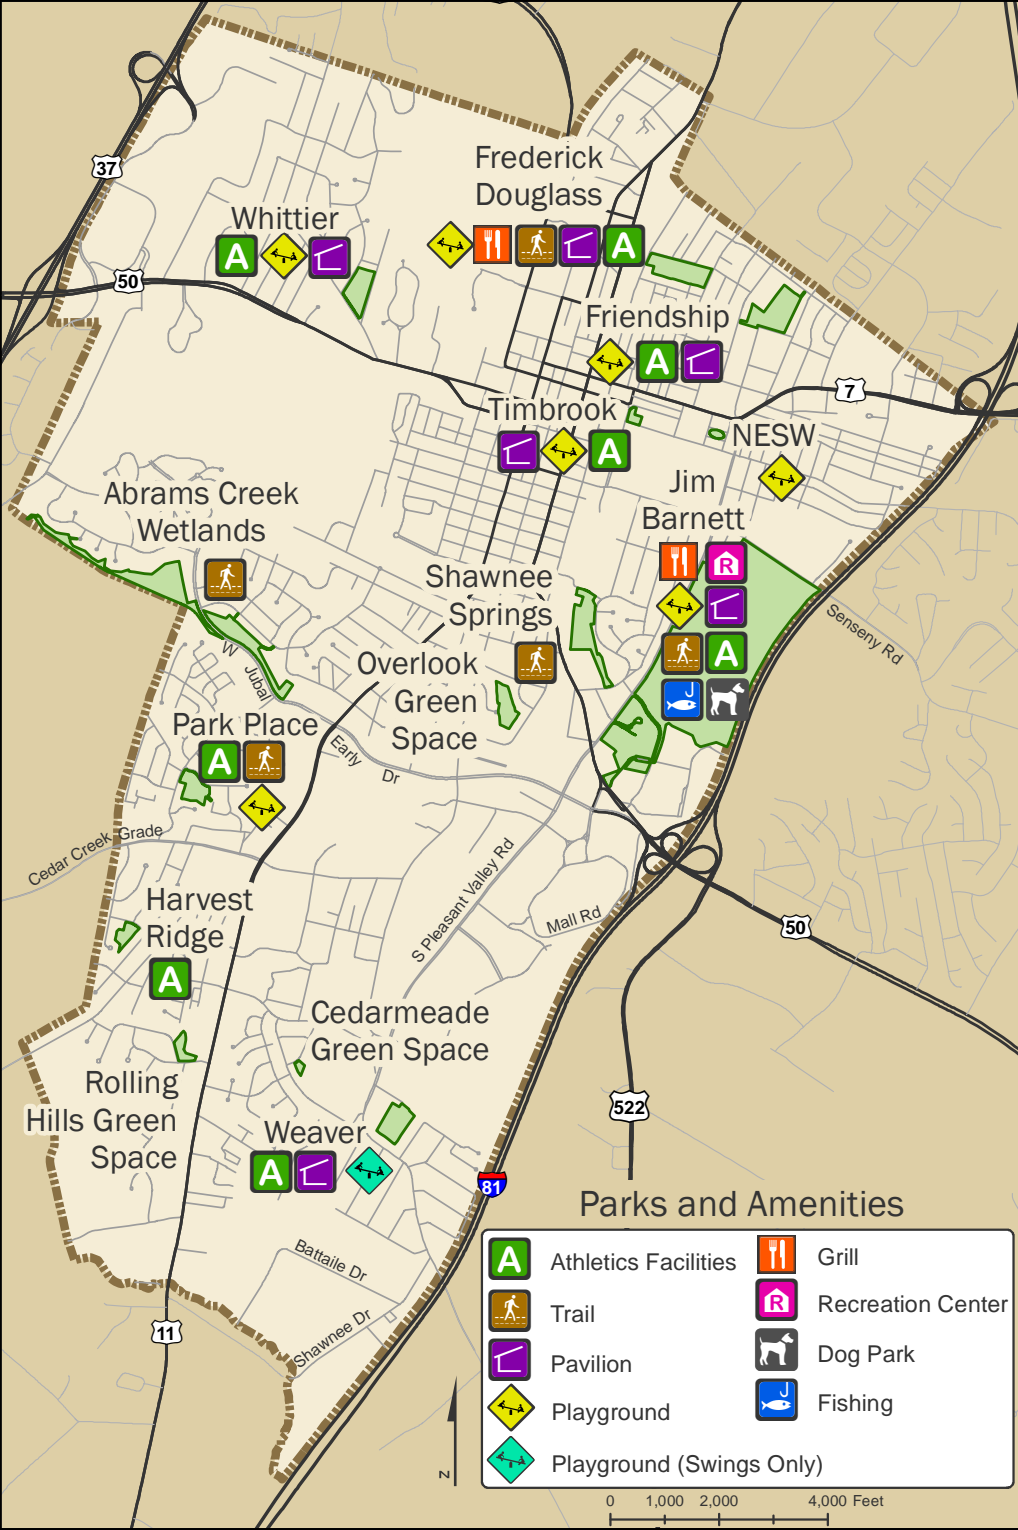 Frederick
Douglass
37
Whittier
A
A
50
Friendship
A
7
Timbrook
A
NESW
Jim
Barnett
R
A
Abrams Creek
Wetlands
Shawnee
Springs
Senseny Rd
W Jubal Early Dr
Overlook
Green
Space
Park Place
A
Cedar Creek Grade
S Pleasant Valley Rd
Mall Rd
50
Harvest
Ridge
A
Cedarmeade
Green Space
Rolling
Hills Green
Space
522
Weaver
A
81
Battaile Dr
Shawnee Dr
11
Parks and Amenities
A Athletics Facilities
Trail
Pavilion
Playground
Playground (Swings Only)
Grill
R Recreation Center
Dog Park
Fishing
N
0 1,000 2,000 4,000 Feet